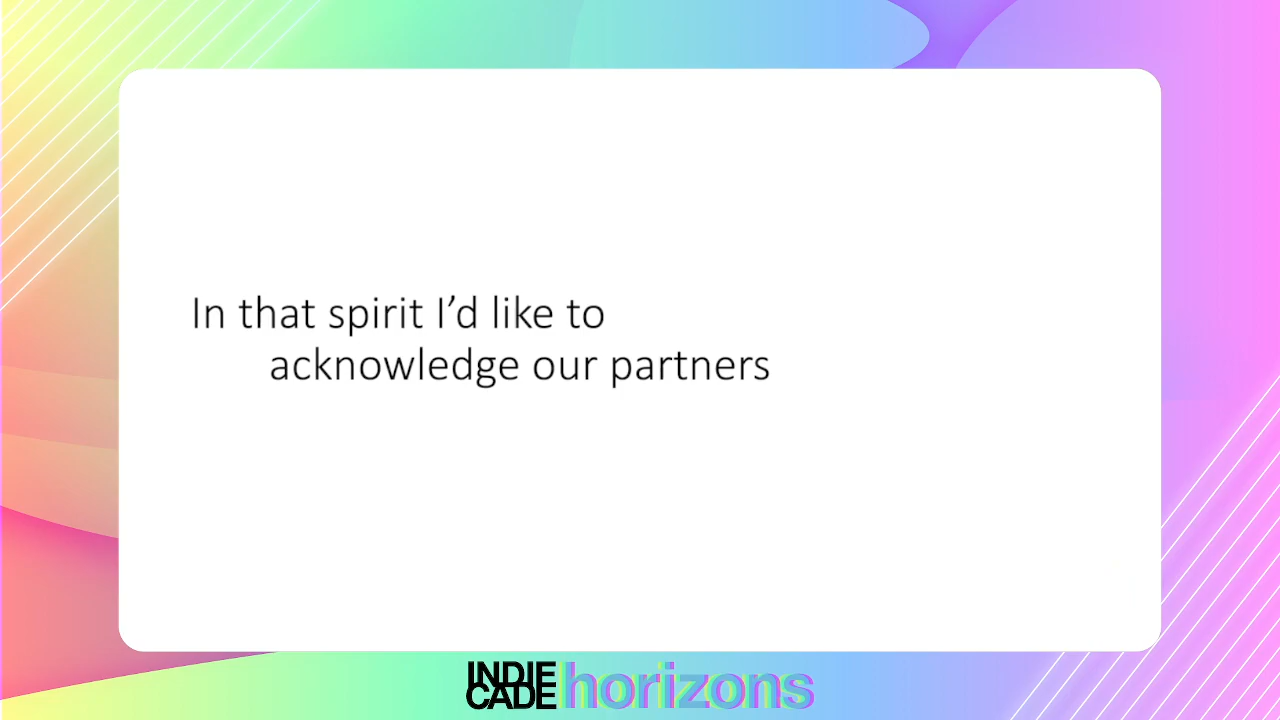 In that spirit I’d like to
acknowledge our partners
INDIE
CADE horizons